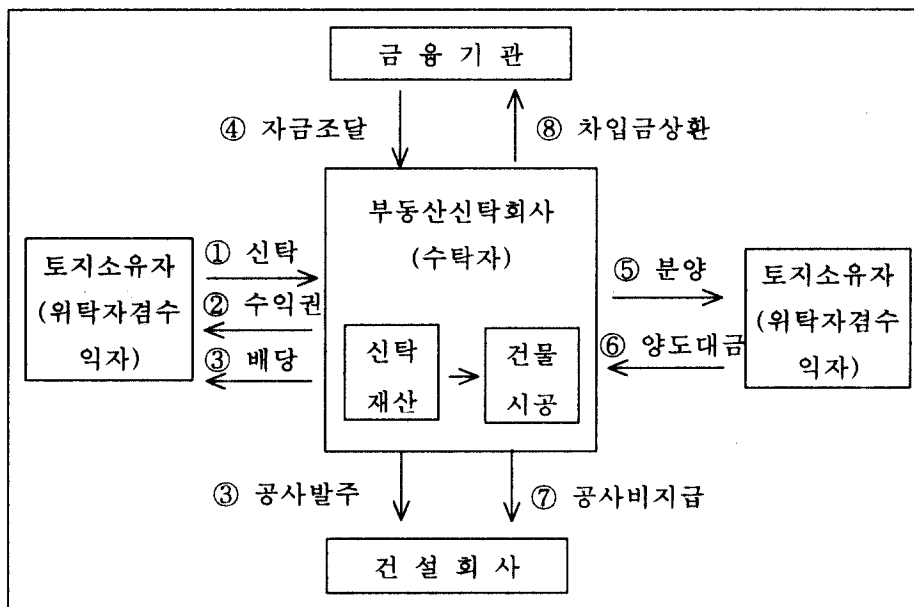 금 융 기 관
④ 자금조달
⑧ 차입금상환
부동산신탁회사
(수탁자)
토지소유자
(위탁자겸수
익자)
① 신탁
② 수익권
③ 배당
신탁
재산
건물
시공
⑤ 분양
⑥ 양도대금
토지소유자
(위탁자겸수
익자)
③ 공사발주
⑦ 공사비지급
건 설 회 사